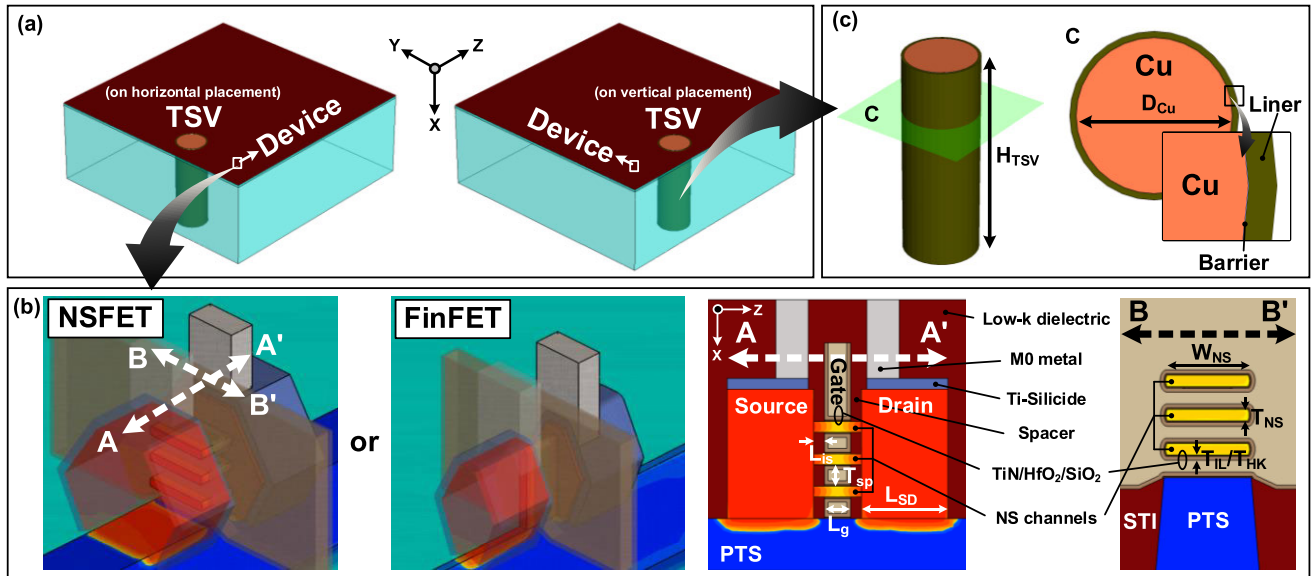 (a)
Y
Z
X
(on horizontal placement)
TSV
Device
(on vertical placement)
TSV
Device
(c)
C
H_TSV
C
Cu
D_Cu
Liner
Cu
Barrier
(b)
NSFET
A'
B
B'
A
or
FinFET
Z
X
A
A'
Gate
Source
Drain
L_is
T_sp
L_SD
L_g
PTS
Low-k dielectric
M0 metal
Ti-Silicide
Spacer
TiN/HfO₂/SiO₂
NS channels
B
B'
W_NS
T_NS
T_IL/T_HK
STI
PTS